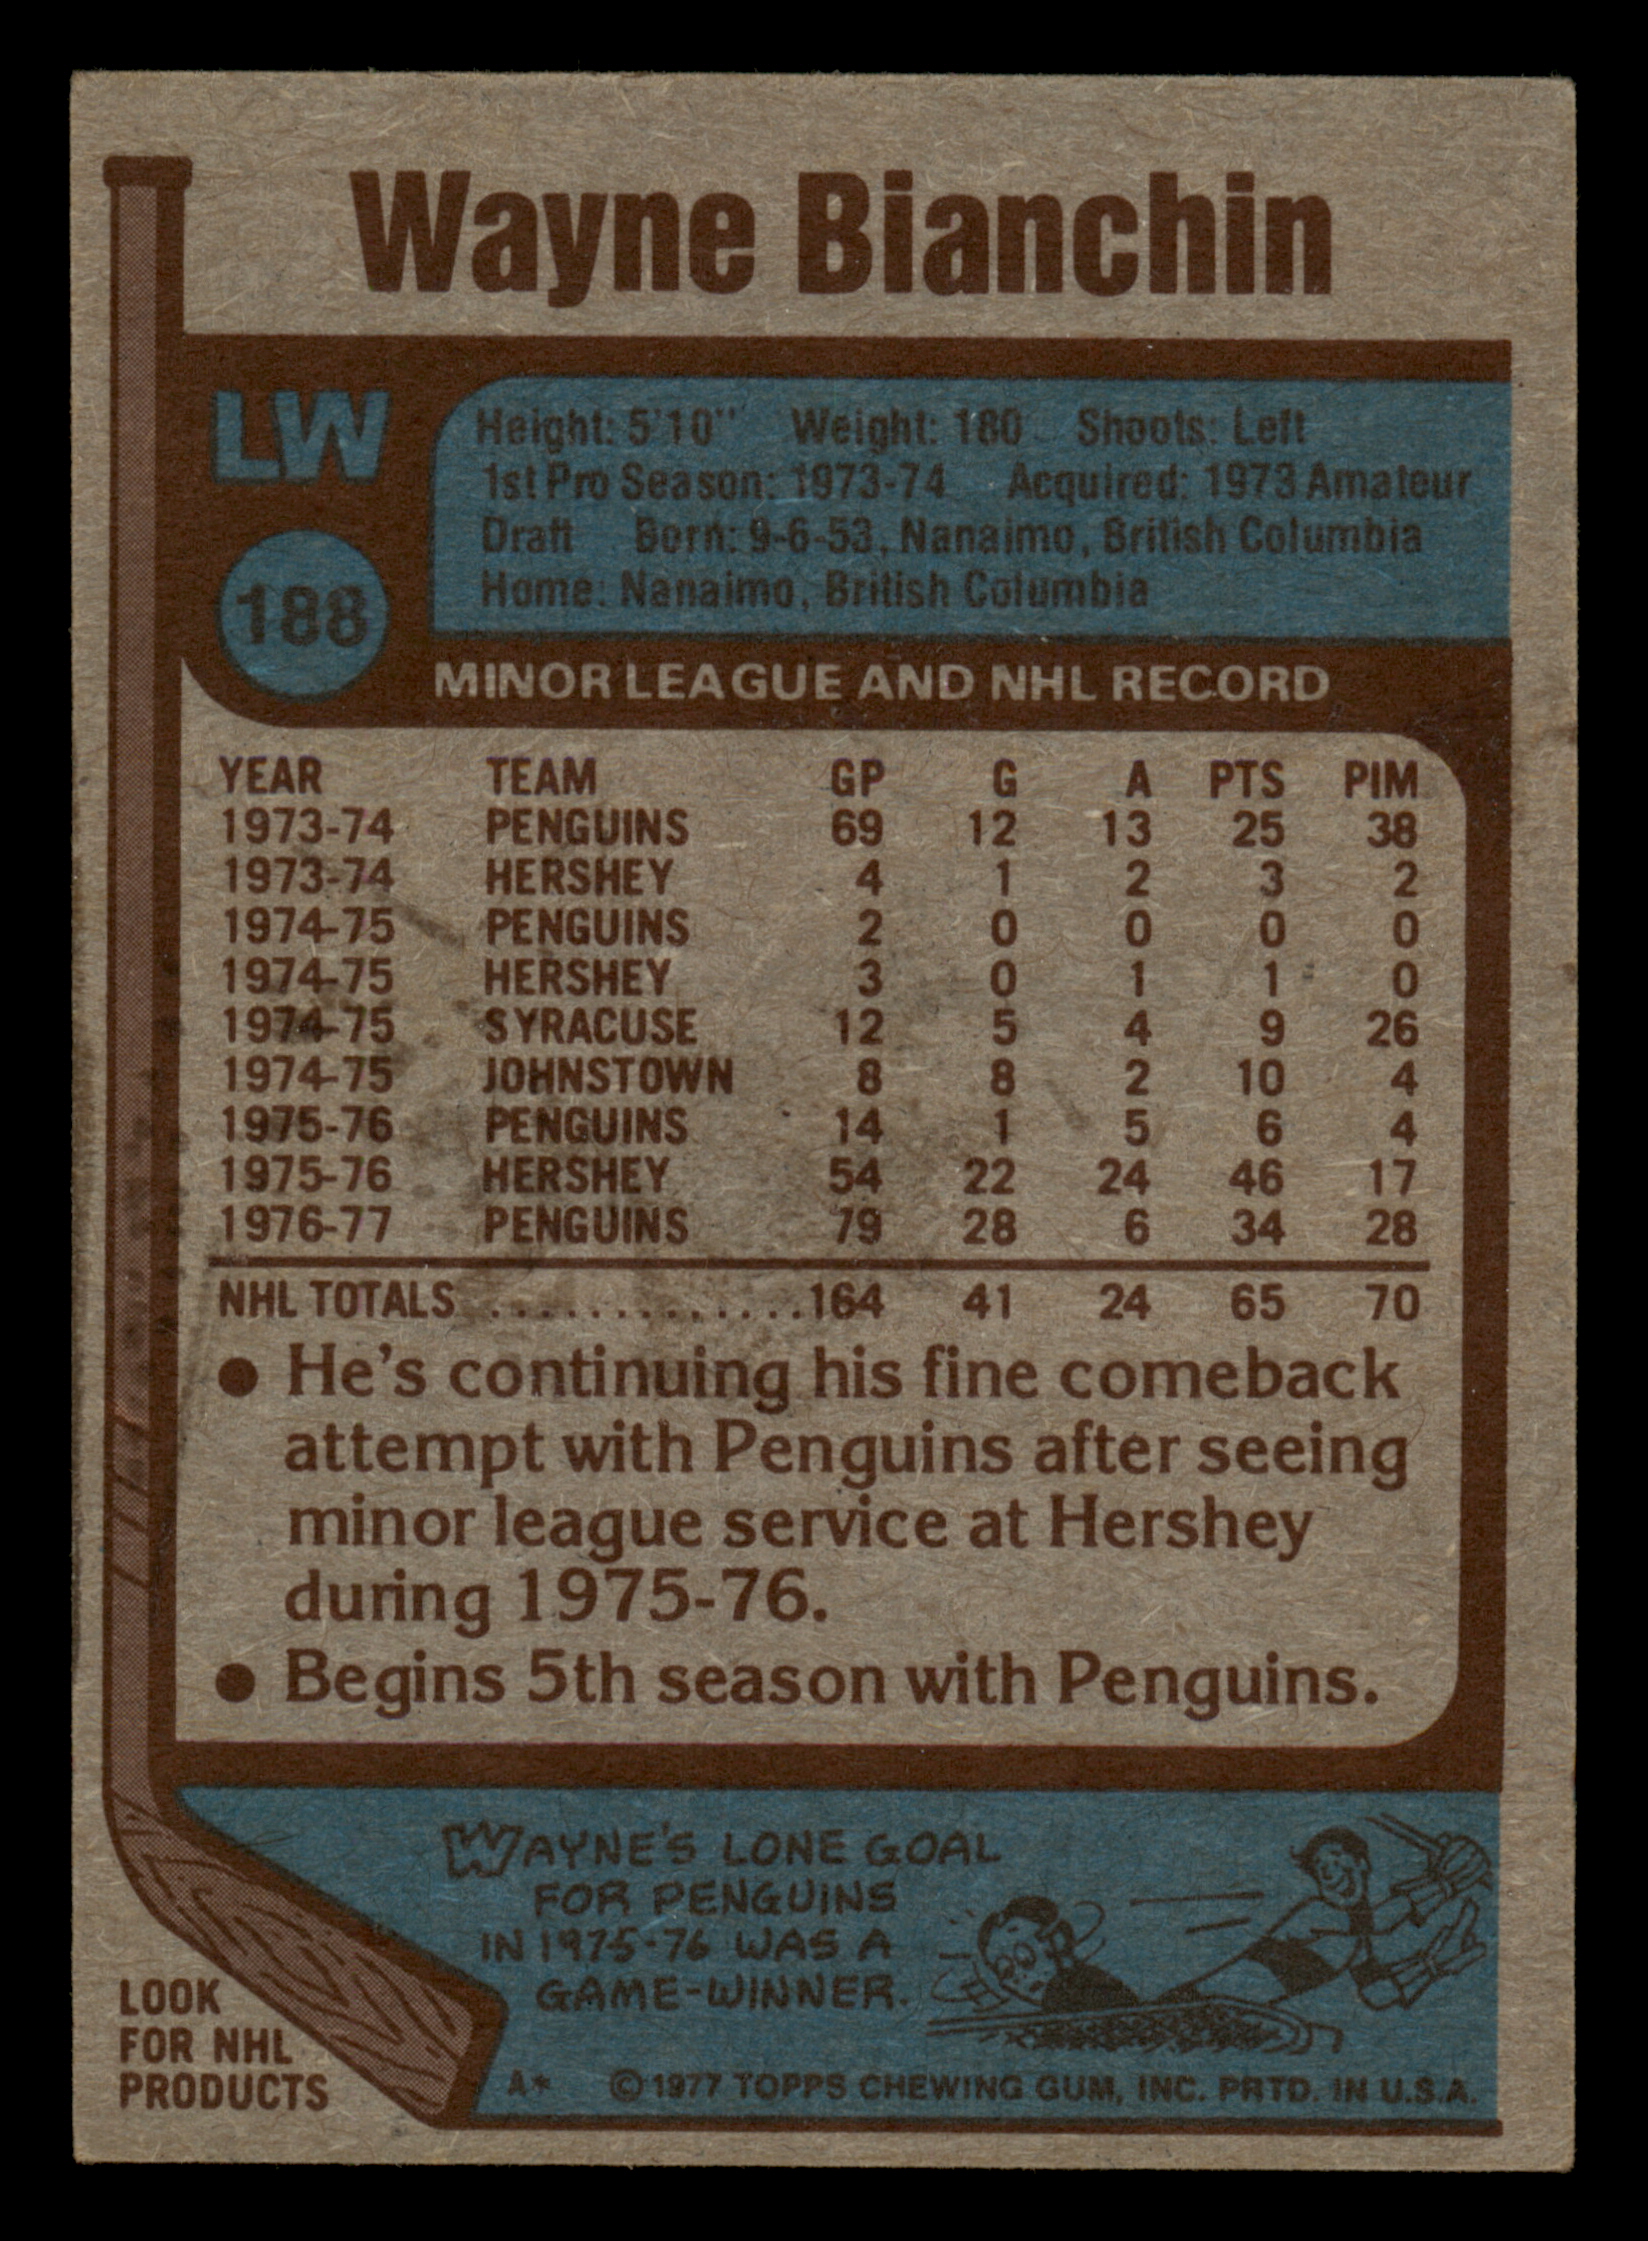 Wayne Bianchin
LW
Height: 5'10" Weight: 180 Shoots: Left
1st Pro Season: 1973-74 Acquired: 1973 Amateur
Draft Born: 9-6-53, Nanaimo, British Columbia
Home: Nanaimo, British Columbia
188
MINOR LEAGUE AND NHL RECORD
YEAR TEAM GP G A PTS PIM
1973-74 PENGUINS 69 12 13 25 38
1973-74 HERSHEY 4 1 2 3 2
1974-75 PENGUINS 2 0 0 0 0
1974-75 HERSHEY 3 0 1 1 0
1974-75 SYRACUSE 12 5 4 9 26
1974-75 JOHNSTOWN 8 8 2 10 4
1975-76 PENGUINS 14 1 5 6 4
1975-76 HERSHEY 54 22 24 46 17
1976-77 PENGUINS 79 28 6 34 28
NHL TOTALS ..............164 41 24 65 70
● He's continuing his fine comeback
attempt with Penguins after seeing
minor league service at Hershey
during 1975-76.
● Begins 5th season with Penguins.
WAYNE'S LONE GOAL
FOR PENGUINS
IN 1975-76 WAS A
GAME-WINNER.
LOOK
FOR NHL
PRODUCTS
A* ©1977 TOPPS CHEWING GUM, INC. PRTD. IN U.S.A.